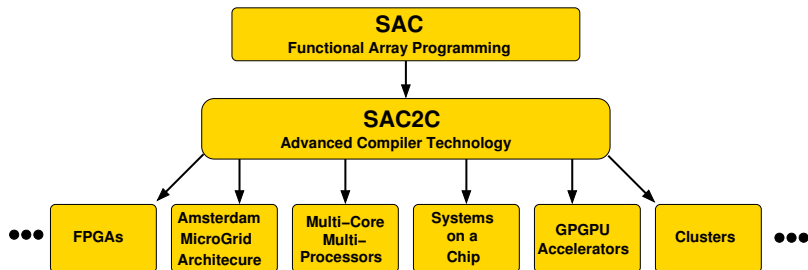 SAC
Functional Array Programming
SAC2C
Advanced Compiler Technology
FPGAs
Amsterdam
MicroGrid
Architecure
Multi-Core
Multi-
Processors
Systems
on a
Chip
GPGPU
Accelerators
Clusters